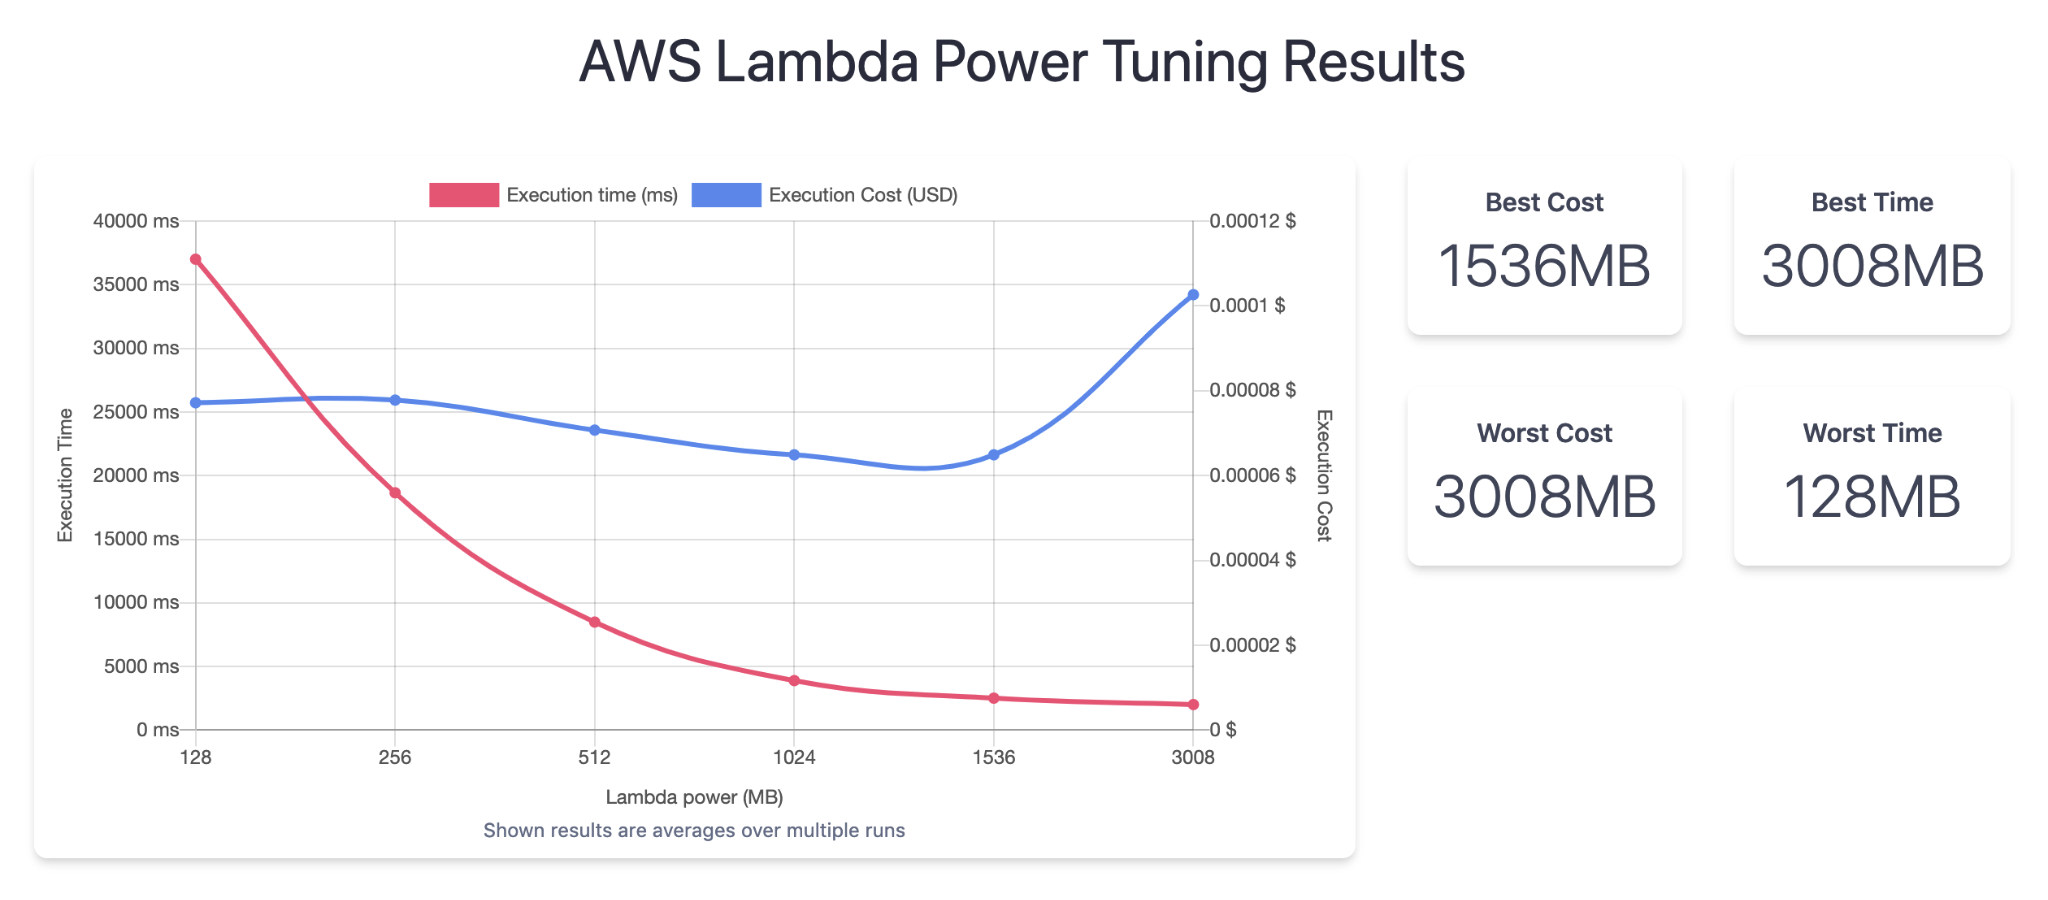 AWS Lambda Power Tuning Results
Execution time (ms)
Execution Cost (USD)
40000 ms
35000 ms
30000 ms
25000 ms
20000 ms
15000 ms
10000 ms
5000 ms
0 ms
Execution Time
0.00012 $
0.0001 $
0.00008 $
0.00006 $
0.00004 $
0.00002 $
0 $
Execution Cost
128
256
512
1024
1536
3008
Lambda power (MB)
Shown results are averages over multiple runs
Best Cost
1536MB
Best Time
3008MB
Worst Cost
3008MB
Worst Time
128MB